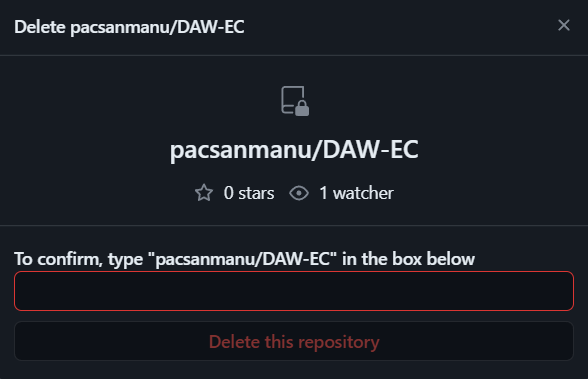 Delete pacsanmanu/DAW-EC
pacsanmanu/DAW-EC
0 stars 1 watcher
To confirm, type "pacsanmanu/DAW-EC" in the box below
Delete this repository